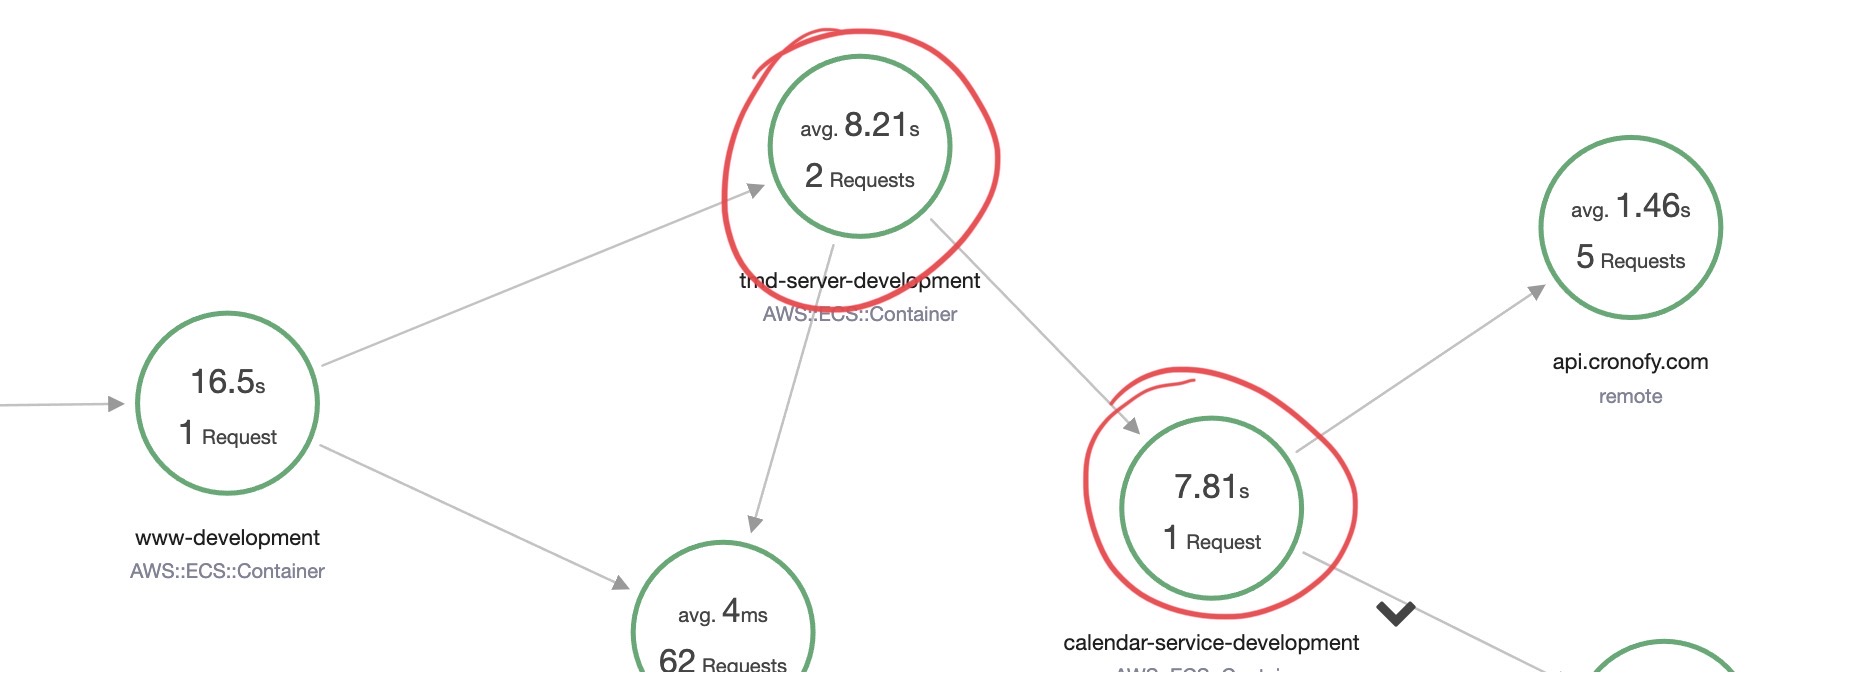 avg. 8.21s
2 Requests
tmd-server-development
AWS::ECS::Container
avg. 1.46s
5 Requests
api.cronofy.com
remote
16.5s
1 Request
www-development
AWS::ECS::Container
7.81s
1 Request
calendar-service-development
avg. 4ms
62 Requests